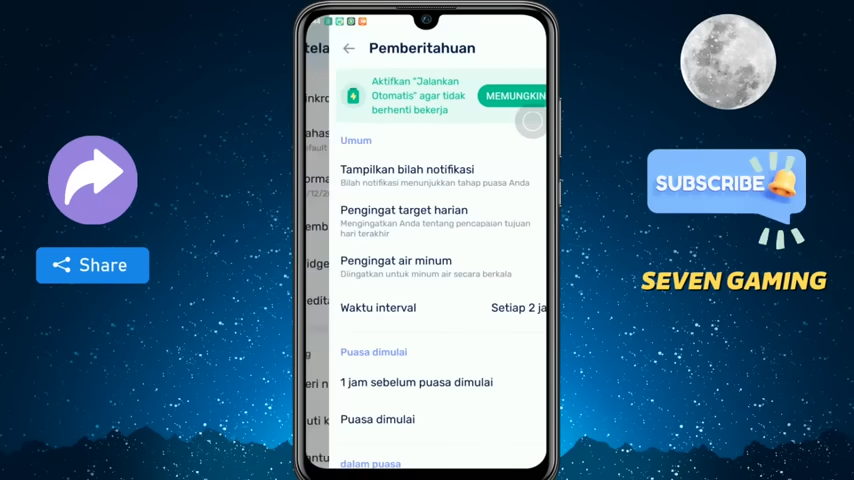 Pemberitahuan
Aktifkan "Jalankan
Otomatis" agar tidak
berhenti bekerja
MEMUNGKIN
Umum
Tampilkan bilah notifikasi
Bilah notifikasi menunjukkan tahap puasa Anda
Pengingat target harian
Mengingatkan Anda tentang pencapaian tujuan
hari terakhir
Pengingat air minum
Diingatkan untuk minum air secara berkala
Waktu interval
Setiap 2 ja
Puasa dimulai
1 jam sebelum puasa dimulai
Puasa dimulai
dalam puasa
Share
SUBSCRIBE
SEVEN GAMING